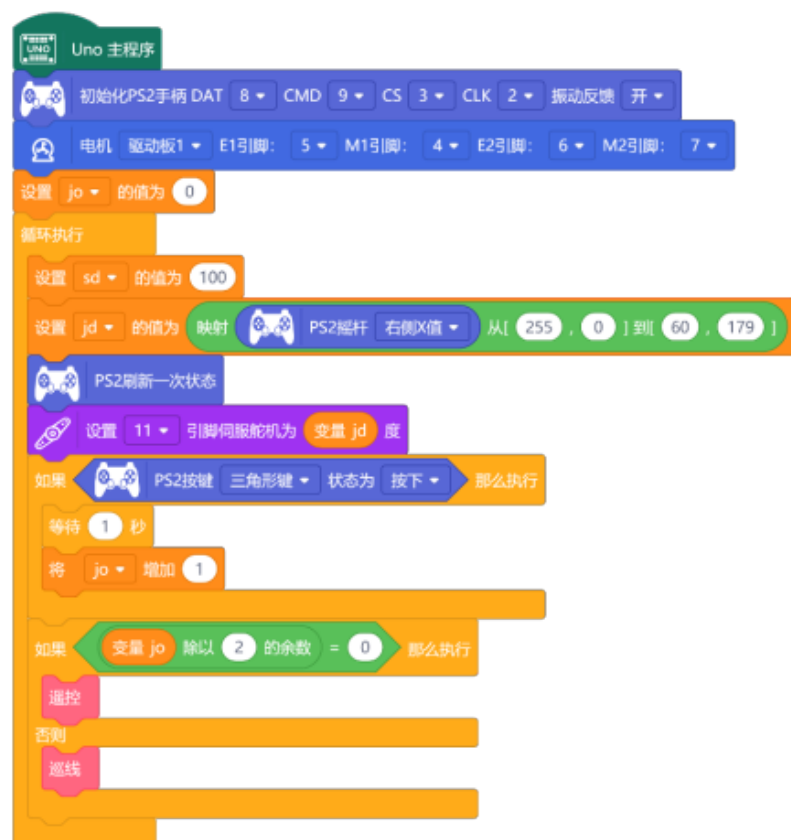 UNO Uno 主程序
初始化PS2手柄 DAT 8 CMD 9 CS 3 CLK 2 振动反馈 开
电机 驱动板1 E1引脚: 5 M1引脚: 4 E2引脚: 6 M2引脚: 7
设置 jo 的值为 0
循环执行
设置 sd 的值为 100
设置 jd 的值为 映射 PS2摇杆 右侧X值 从[ 255 , 0 ] 到[ 60 , 179 ]
PS2刷新一次状态
设置 11 引脚伺服舵机为 变量 jd 度
如果 PS2按键 三角形键 状态为 按下 那么执行
等待 1 秒
将 jo 增加 1
如果 变量 jo 除以 2 的余数 = 0 那么执行
遥控
否则
巡线